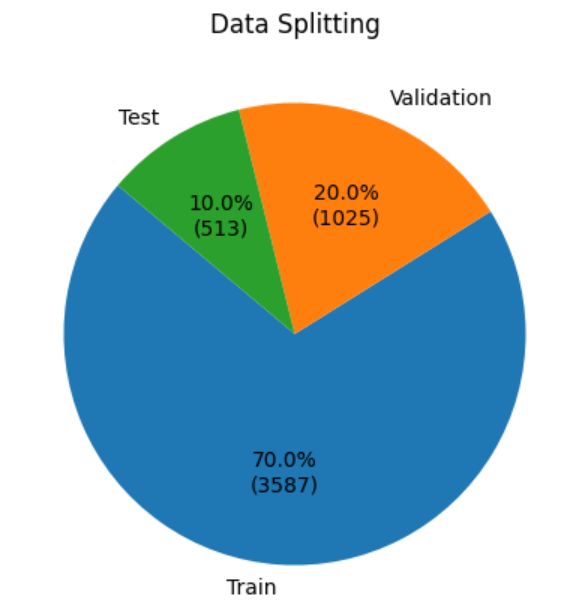 Data Splitting
Validation
Test
20.0%
(1025)
10.0%
(513)
70.0%
(3587)
Train